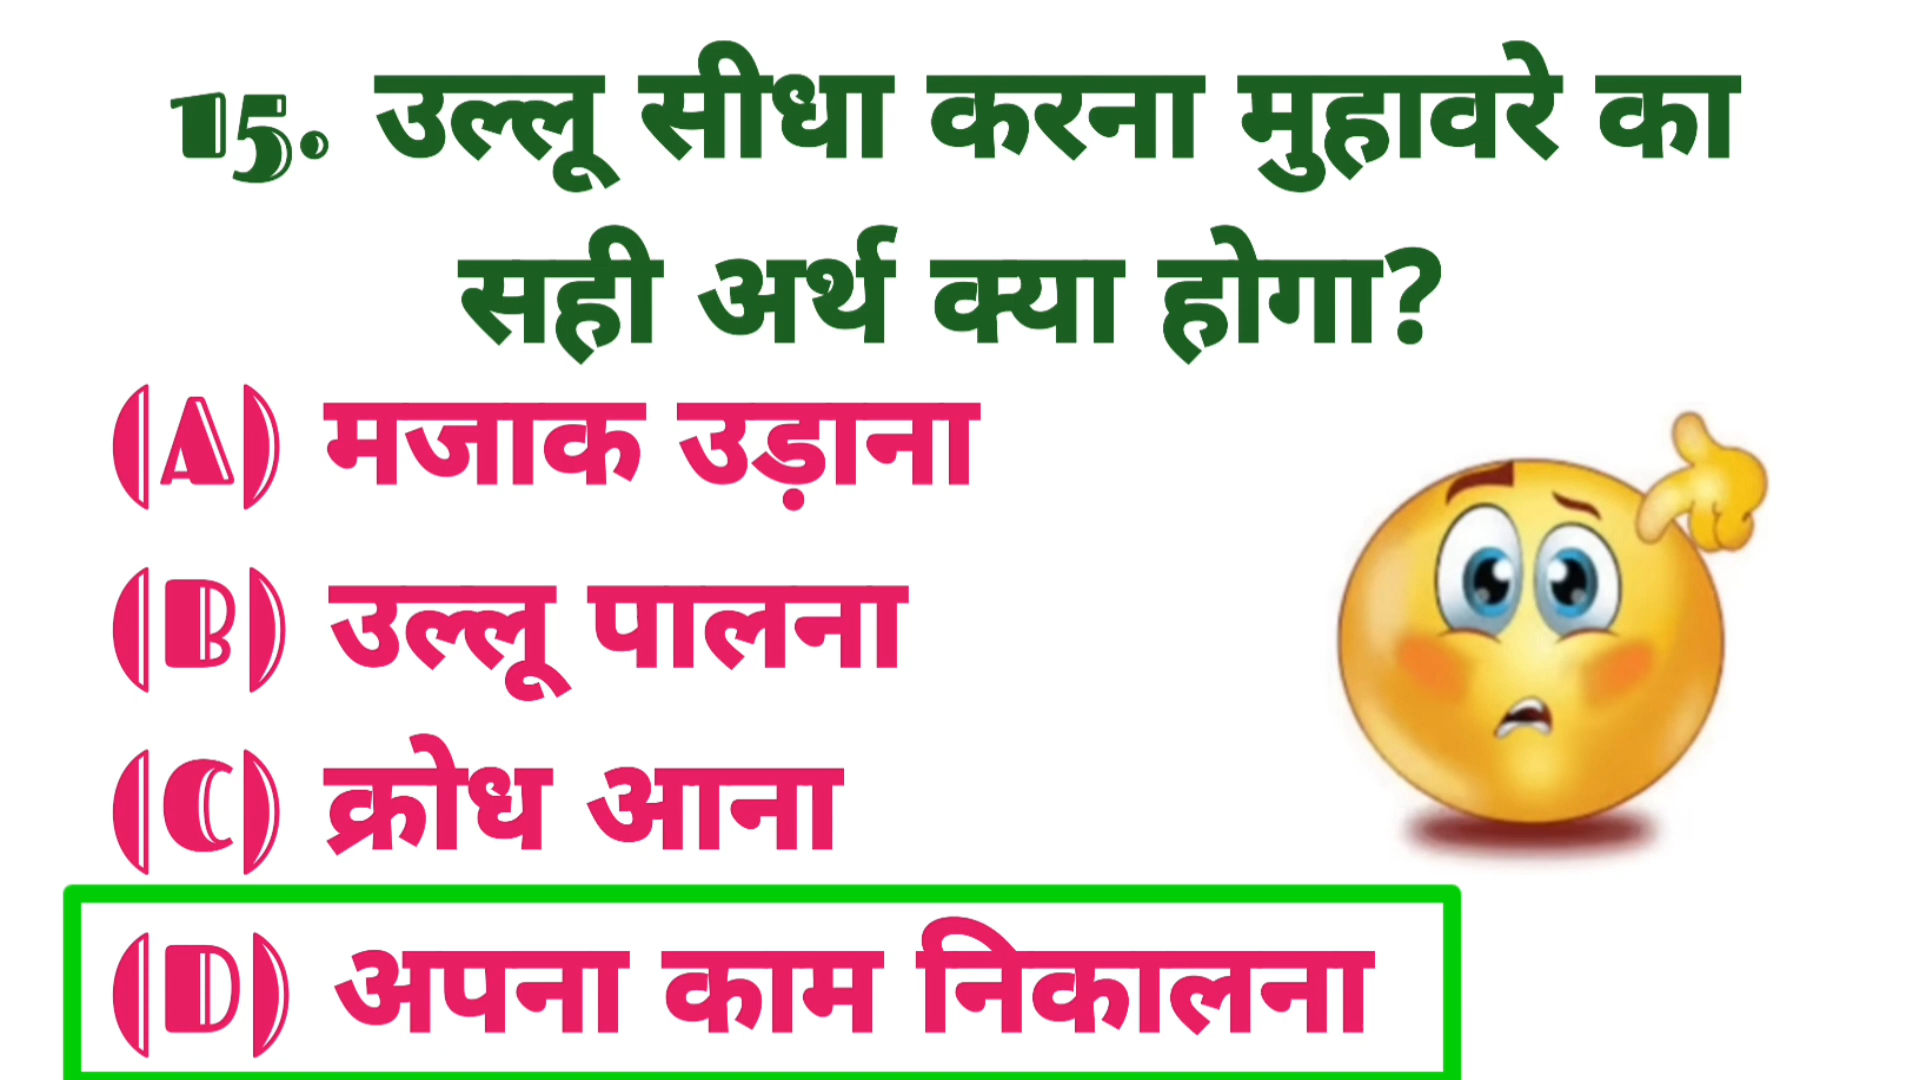 15. उल्लू सीधा करना मुहावरे का
सही अर्थ क्या होगा?
(A) मजाक उड़ाना
(B) उल्लू पालना
(C) क्रोध आना
(D) अपना काम निकालना